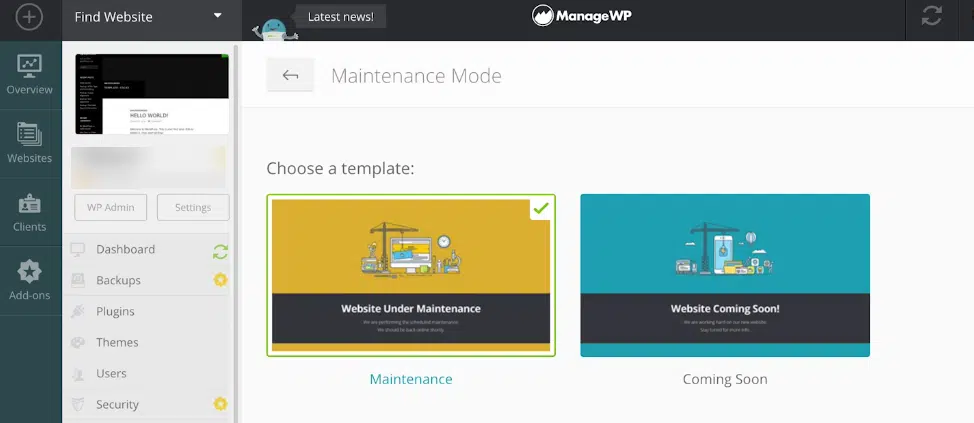 Find Website
Latest news!
ManageWP
Overview
Websites
Clients
Add-ons
HELLO WORLD!
WP Admin
Settings
Dashboard
Backups
Plugins
Themes
Users
Security
Maintenance Mode
Choose a template:
Website Under Maintenance
We are performing the scheduled maintenance.
We should be back online shortly.
Maintenance
Website Coming Soon!
We are working hard on our new website.
Stay tuned for more info.
Coming Soon